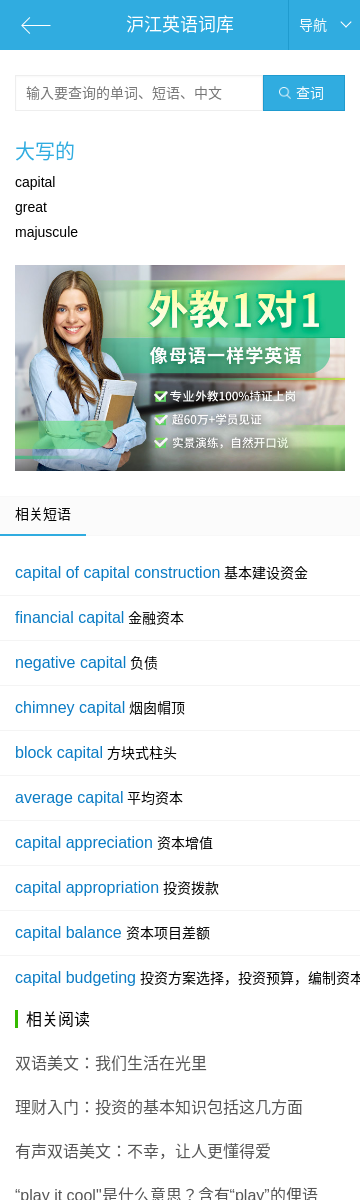 沪江英语词库
导航
输入要查询的单词、短语、中文
查词
大写的
capital
great
majuscule
外教1对1
像母语一样学英语
专业外教100%持证上岗
超60万+学员见证
实景演练，自然开口说
相关短语
capital of capital construction 基本建设资金
financial capital 金融资本
negative capital 负债
chimney capital 烟囱帽顶
block capital 方块式柱头
average capital 平均资本
capital appreciation 资本增值
capital appropriation 投资拨款
capital balance 资本项目差额
capital budgeting 投资方案选择，投资预算，编制资本
相关阅读
双语美文：我们生活在光里
理财入门：投资的基本知识包括这几方面
有声双语美文：不幸，让人更懂得爱
“play it cool"是什么意思？含有“play”的俚语